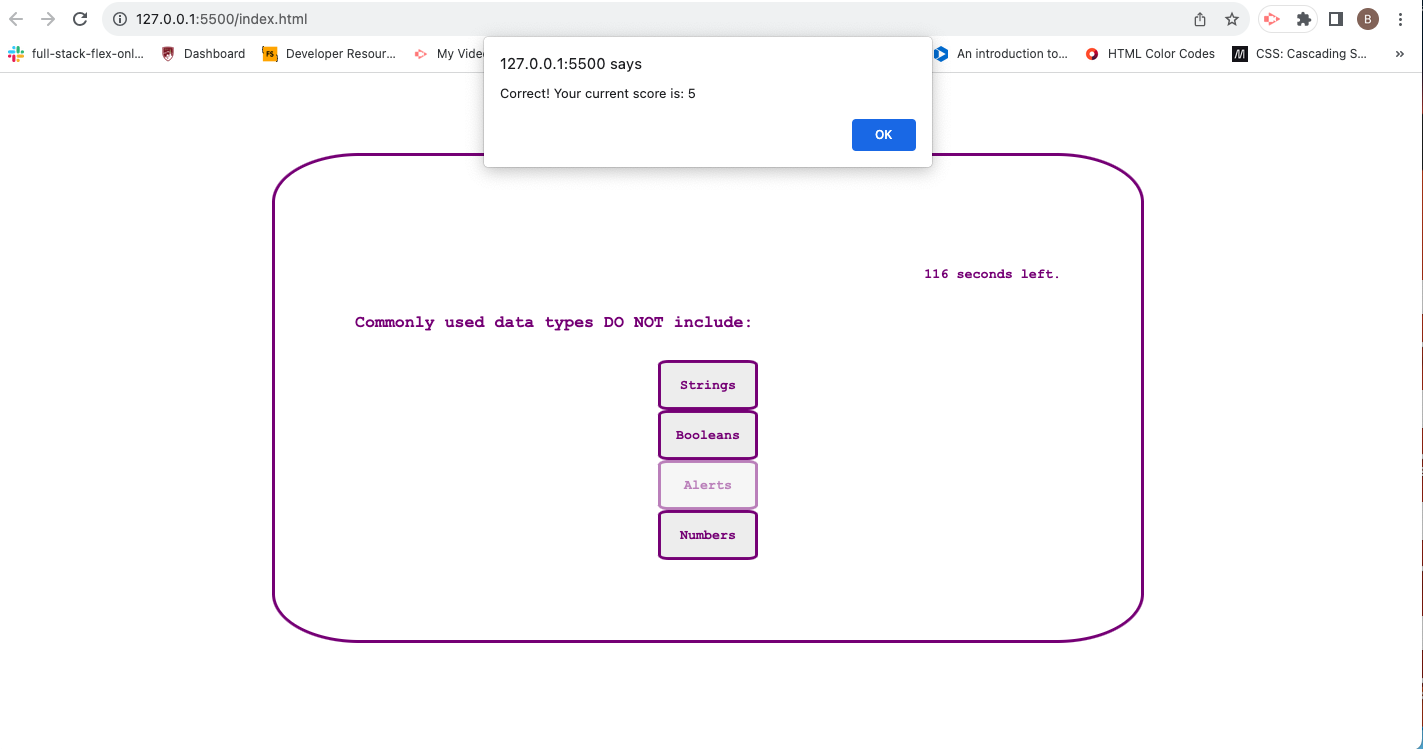 127.0.0.1:5500/index.html
B
full-stack-flex-onl...
FS
Dashboard
Developer Resour...
My Vide
An introduction to...
HTML Color Codes
M
CSS: Cascading S...
»
127.0.0.1:5500 says
Correct! Your current score is: 5
OK
116 seconds left.
Commonly used data types DO NOT include:
Strings
Booleans
Alerts
Numbers